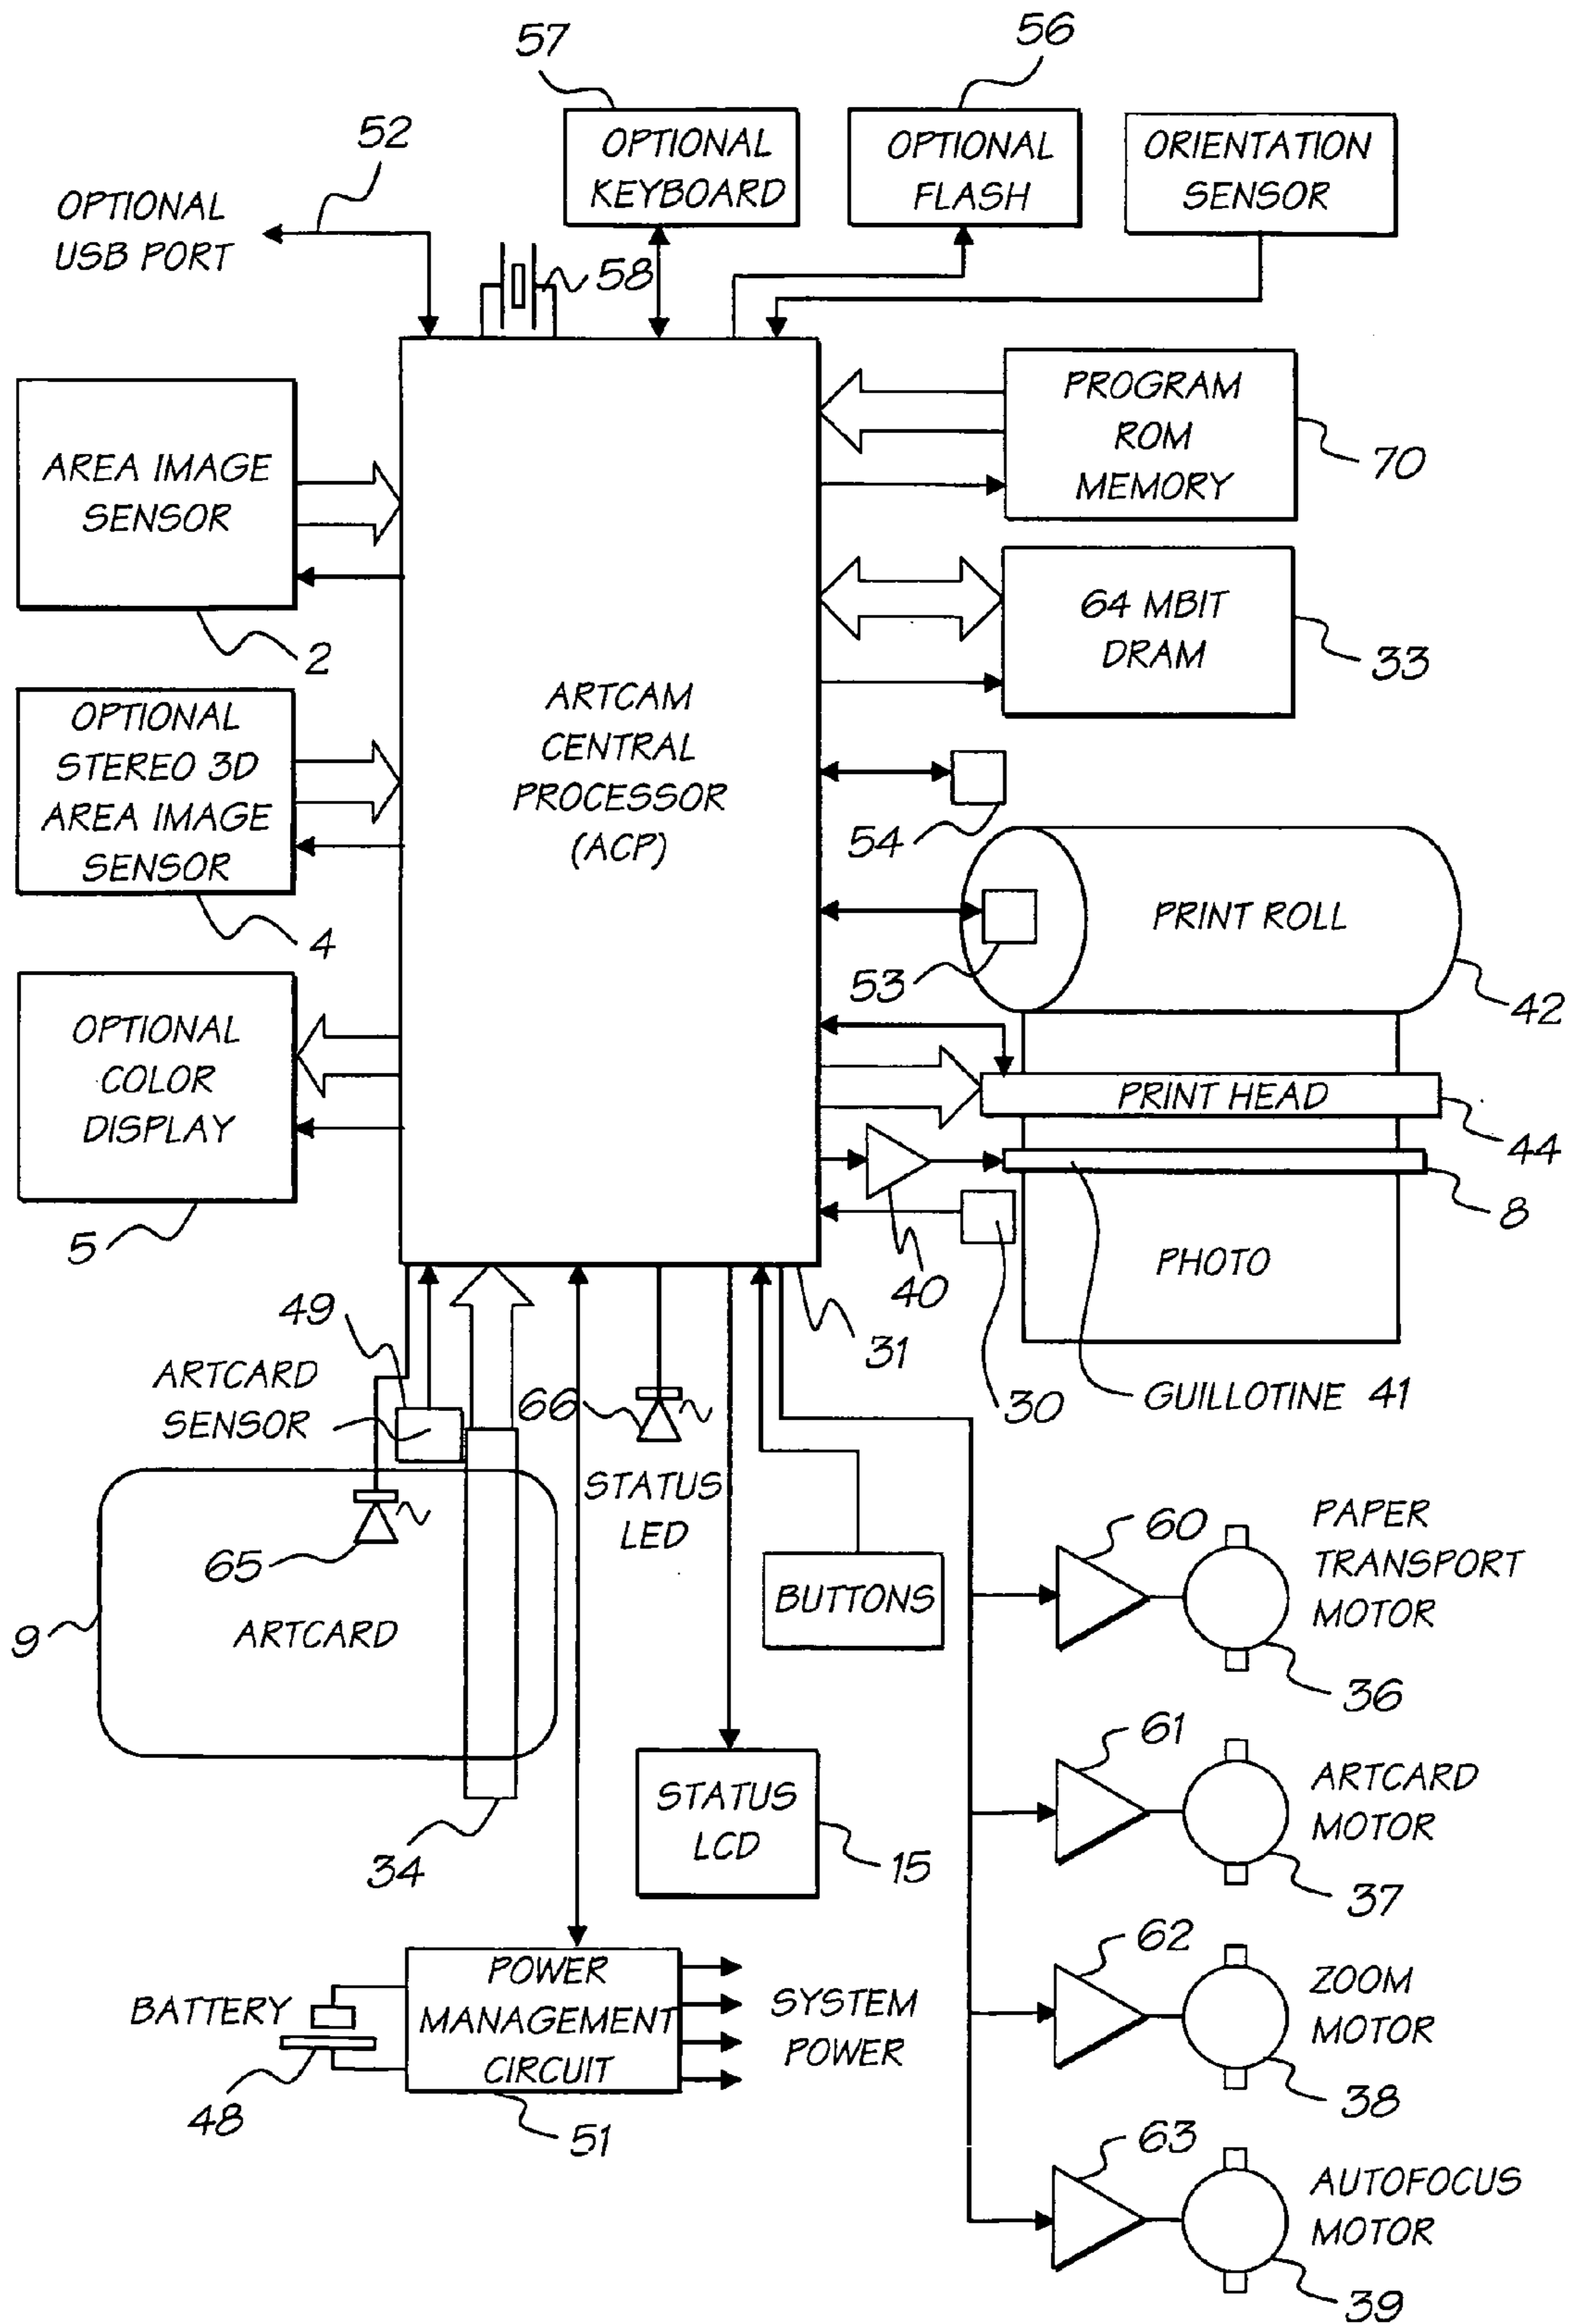 57
56
52
OPTIONAL
KEYBOARD
OPTIONAL
FLASH
ORIENTATION
SENSOR
OPTIONAL
USB PORT
58
PROGRAM
ROM
MEMORY
70
AREA IMAGE
SENSOR
2
64 MBIT
DRAM
33
OPTIONAL
STEREO 3D
AREA IMAGE
SENSOR
4
ARTCAM
CENTRAL
PROCESSOR
(ACP)
54
PRINT ROLL
53
42
OPTIONAL
COLOR
DISPLAY
5
PRINT HEAD
44
8
40
PHOTO
31
30
GUILLOTINE 41
49
ARTCARD
SENSOR
66
STATUS
LED
65
9
ARTCARD
34
BUTTONS
60
PAPER
TRANSPORT
MOTOR
36
61
ARTCARD
MOTOR
37
STATUS
LCD
15
62
ZOOM
MOTOR
38
BATTERY
48
POWER
MANAGEMENT
CIRCUIT
51
SYSTEM
POWER
63
AUTOFOCUS
MOTOR
39